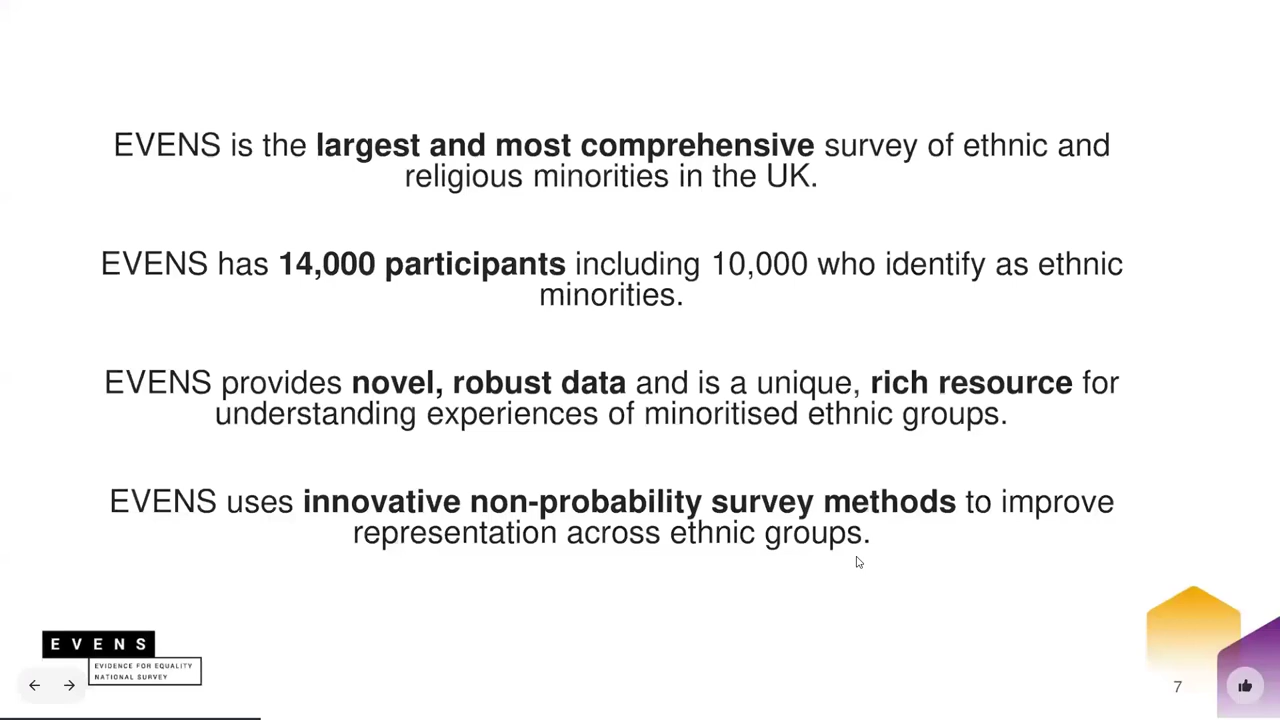 EVENS is the largest and most comprehensive survey of ethnic and
religious minorities in the UK.
EVENS has 14,000 participants including 10,000 who identify as ethnic
minorities.
EVENS provides novel, robust data and is a unique, rich resource for
understanding experiences of minoritised ethnic groups.
EVENS uses innovative non-probability survey methods to improve
representation across ethnic groups.
EVENS
EVIDENCE FOR EQUALITY
NATIONAL SURVEY
7